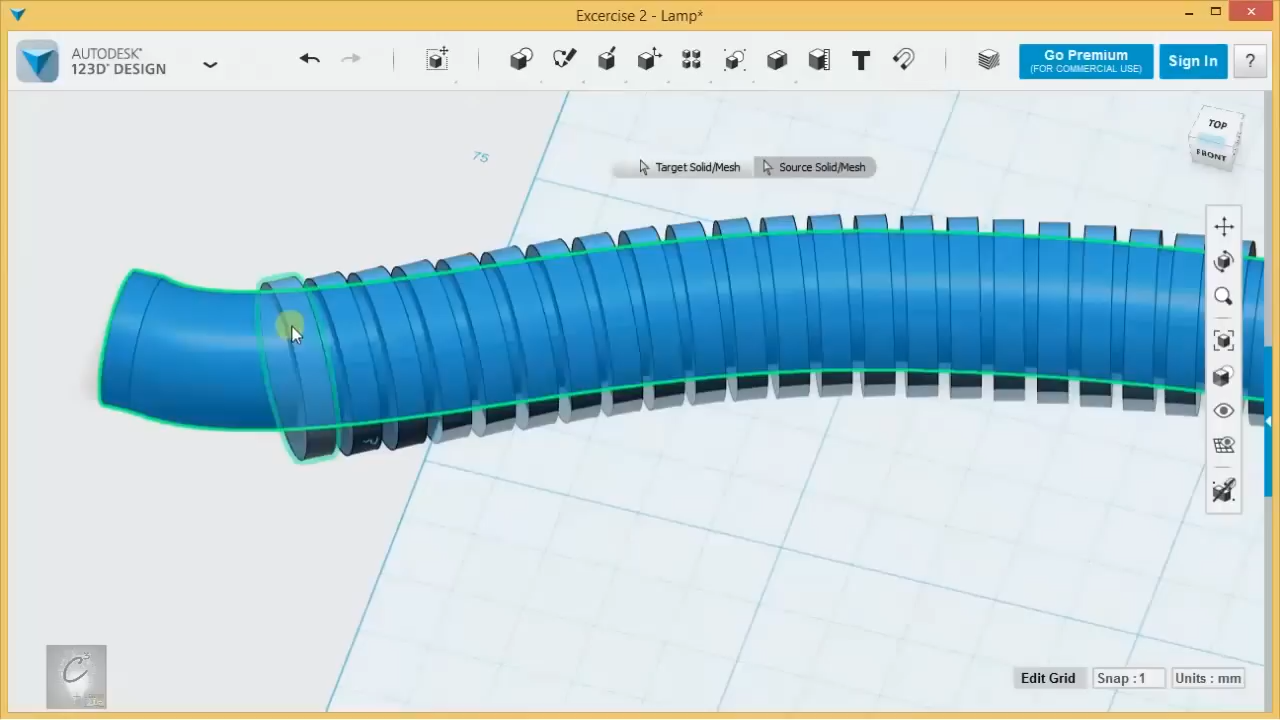 Excercise 2 - Lamp*
AUTODESK®
123D® DESIGN
T
Go Premium
(FOR COMMERCIAL USE)
Sign In
?
75
Target Solid/Mesh
Source Solid/Mesh
TOP
FRONT
Edit Grid
Snap : 1
Units : mm